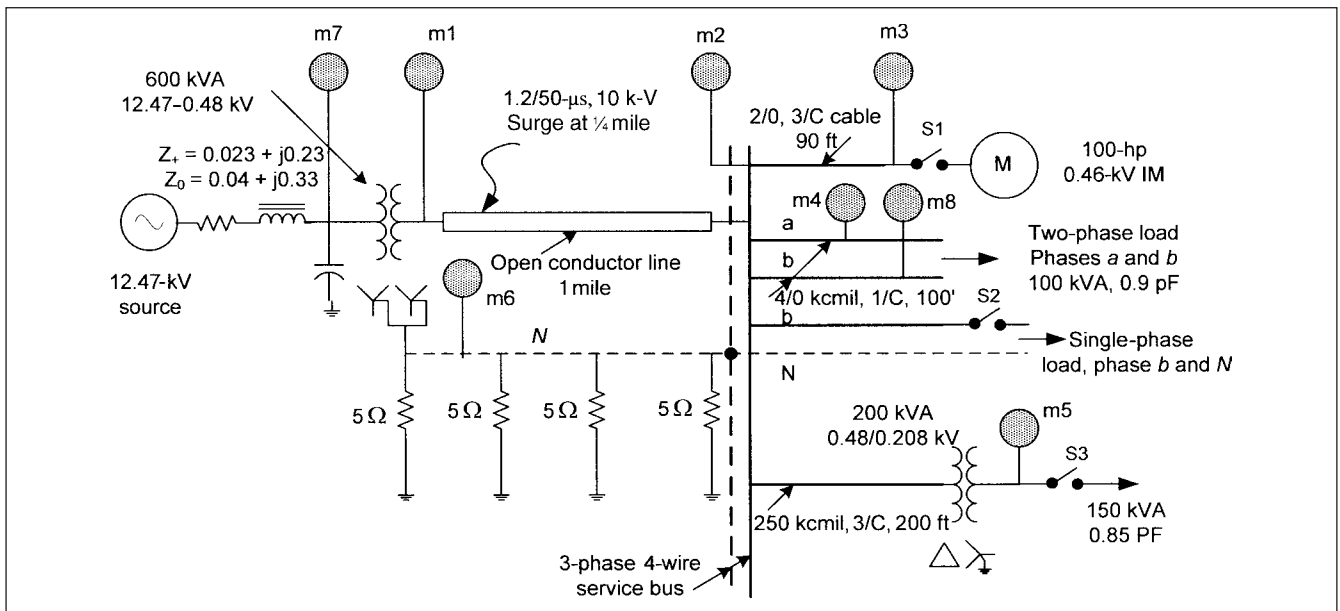 m7
m1
m2
m3
600 kVA
12.47–0.48 kV
1.2/50-μs, 10 k-V
Surge at ¼ mile
2/0, 3/C cable
90 ft
S1
M
100-hp
0.46-kV IM
Z+ = 0.023 + j0.23
Z0 = 0.04 + j0.33
m4
m8
a
b
Two-phase load
Phases a and b
100 kVA, 0.9 pF
12.47-kV
source
Open conductor line
1 mile
m6
4/0 kcmil, 1/C, 100'
b
S2
N
N
Single-phase
load, phase b and N
5 Ω
5 Ω
5 Ω
5 Ω
200 kVA
0.48/0.208 kV
m5
S3
250 kcmil, 3/C, 200 ft
150 kVA
0.85 PF
3-phase 4-wire
service bus